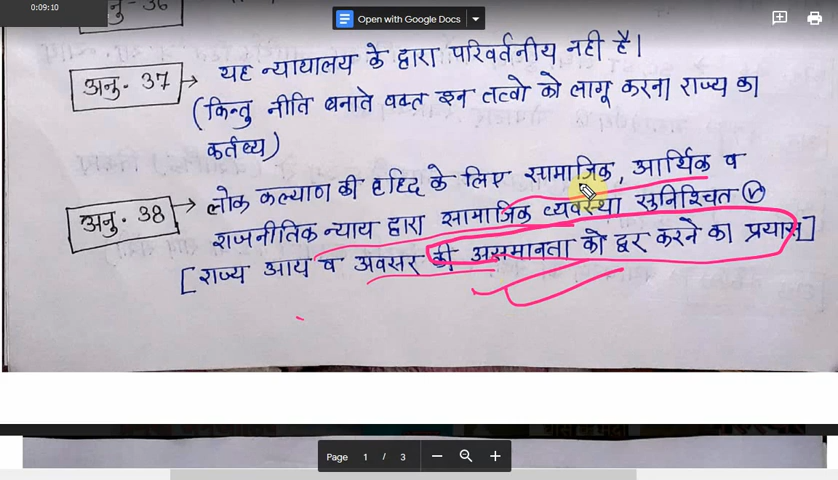 0:09:10
अनु- 36
Open with Google Docs
अनु- 37 → यह न्यायालय के द्वारा परिवर्तनीय नही है।
(किन्तु नीति बनाते वक्त इन तत्वो को लागू करना राज्य का
कर्तव्य)
अनु- 38 → लोक कल्याण की वृद्दि के लिए सामाजिक, आर्थिक व
राजनीतिक न्याय द्वारा सामाजिक व्यवस्था सुनिश्चित
[राज्य आय व अवसर की असमानता को दूर करने का प्रयास]
Page 1 / 3